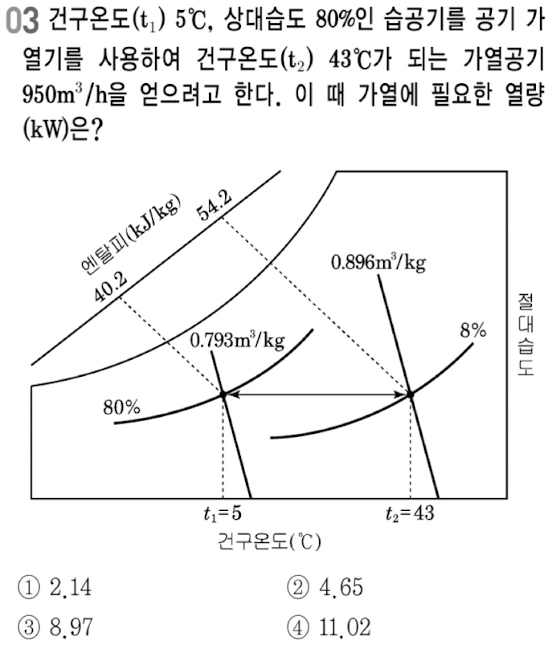 03 건구온도(t₁) 5℃, 상대습도 80%인 습공기를 공기 가
열기를 사용하여 건구온도(t₂) 43℃가 되는 가열공기
950m³/h을 얻으려고 한다. 이 때 가열에 필요한 열량
(kW)은?
엔탈피(kJ/kg)
54.2
40.2
0.896m³/kg
0.793m³/kg
8%
80%
절대습도
t₁=5
t₂=43
건구온도(℃)
① 2.14
② 4.65
③ 8.97
④ 11.02